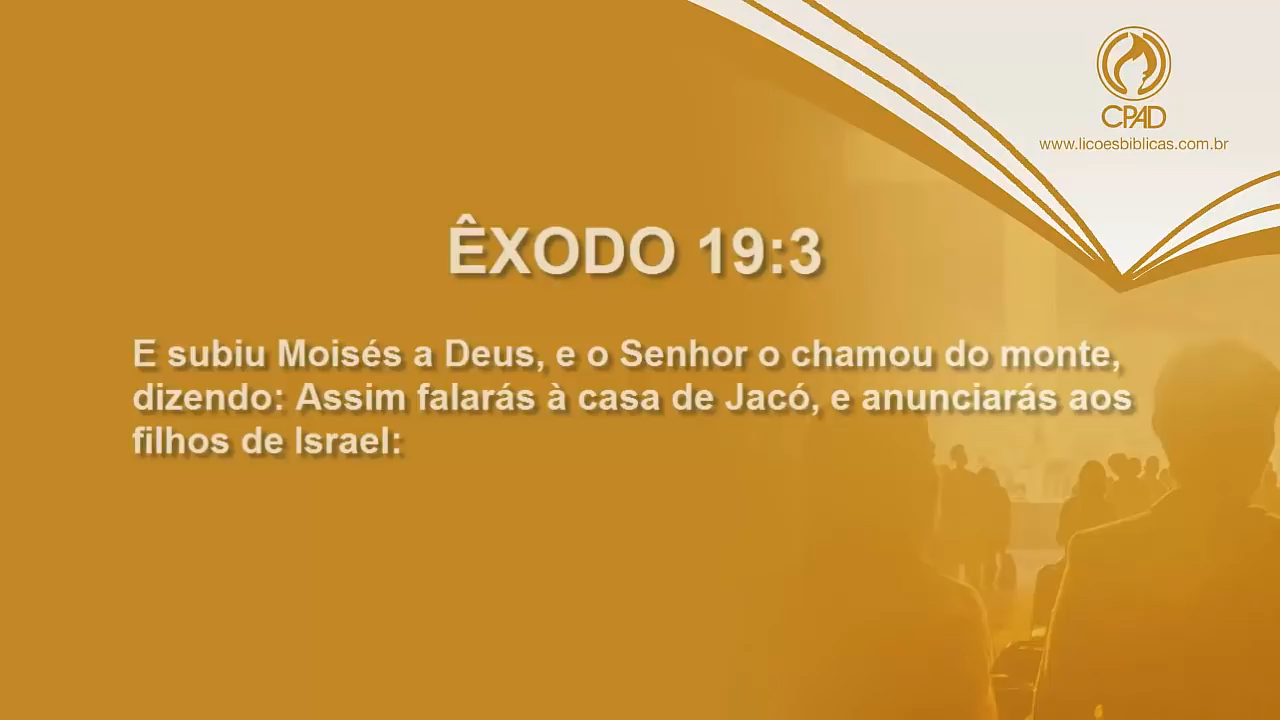 CPAD
www.licoesbiblicas.com.br
ÊXODO 19:3
E subiu Moisés a Deus, e o Senhor o chamou do monte,
dizendo: Assim falarás à casa de Jacó, e anunciarás aos
filhos de Israel: